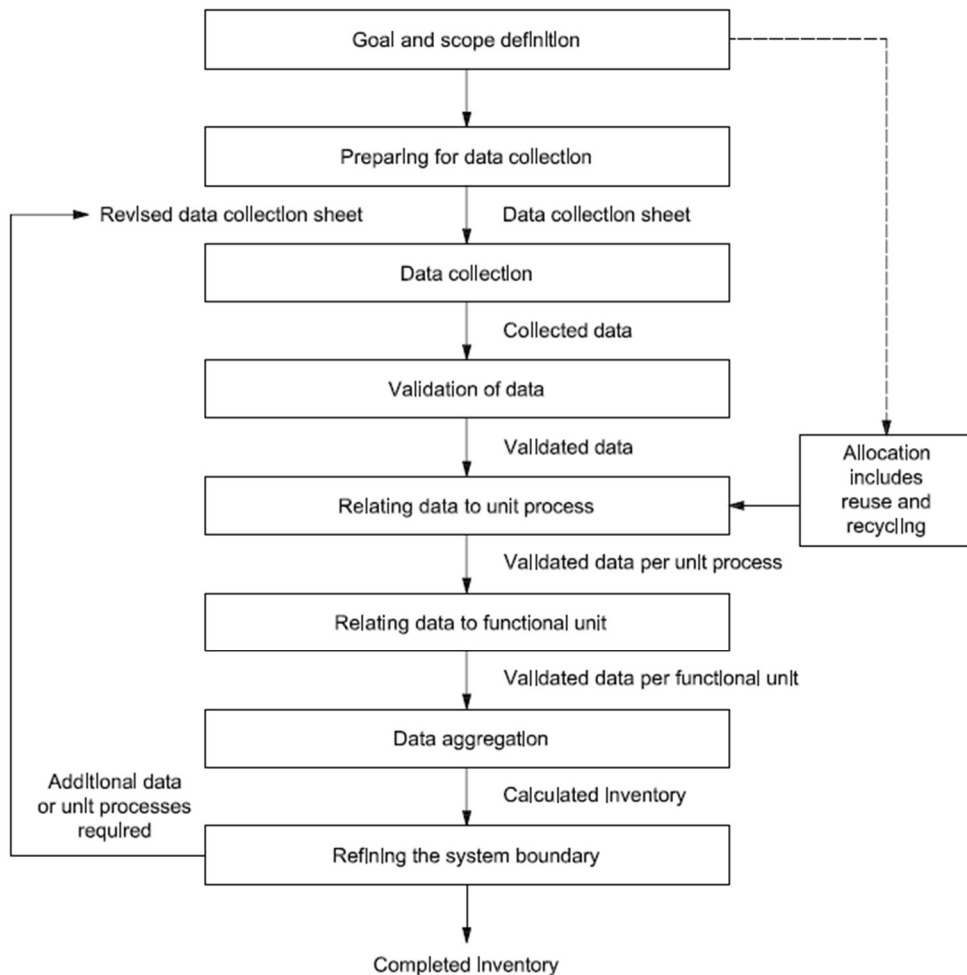 Goal and scope definition
Preparing for data collection
Revised data collection sheet
Data collection sheet
Data collection
Collected data
Validation of data
Validated data
Allocation
includes
reuse and
recycling
Relating data to unit process
Validated data per unit process
Relating data to functional unit
Validated data per functional unit
Data aggregation
Additional data
or unit processes
required
Calculated inventory
Refining the system boundary
Completed inventory